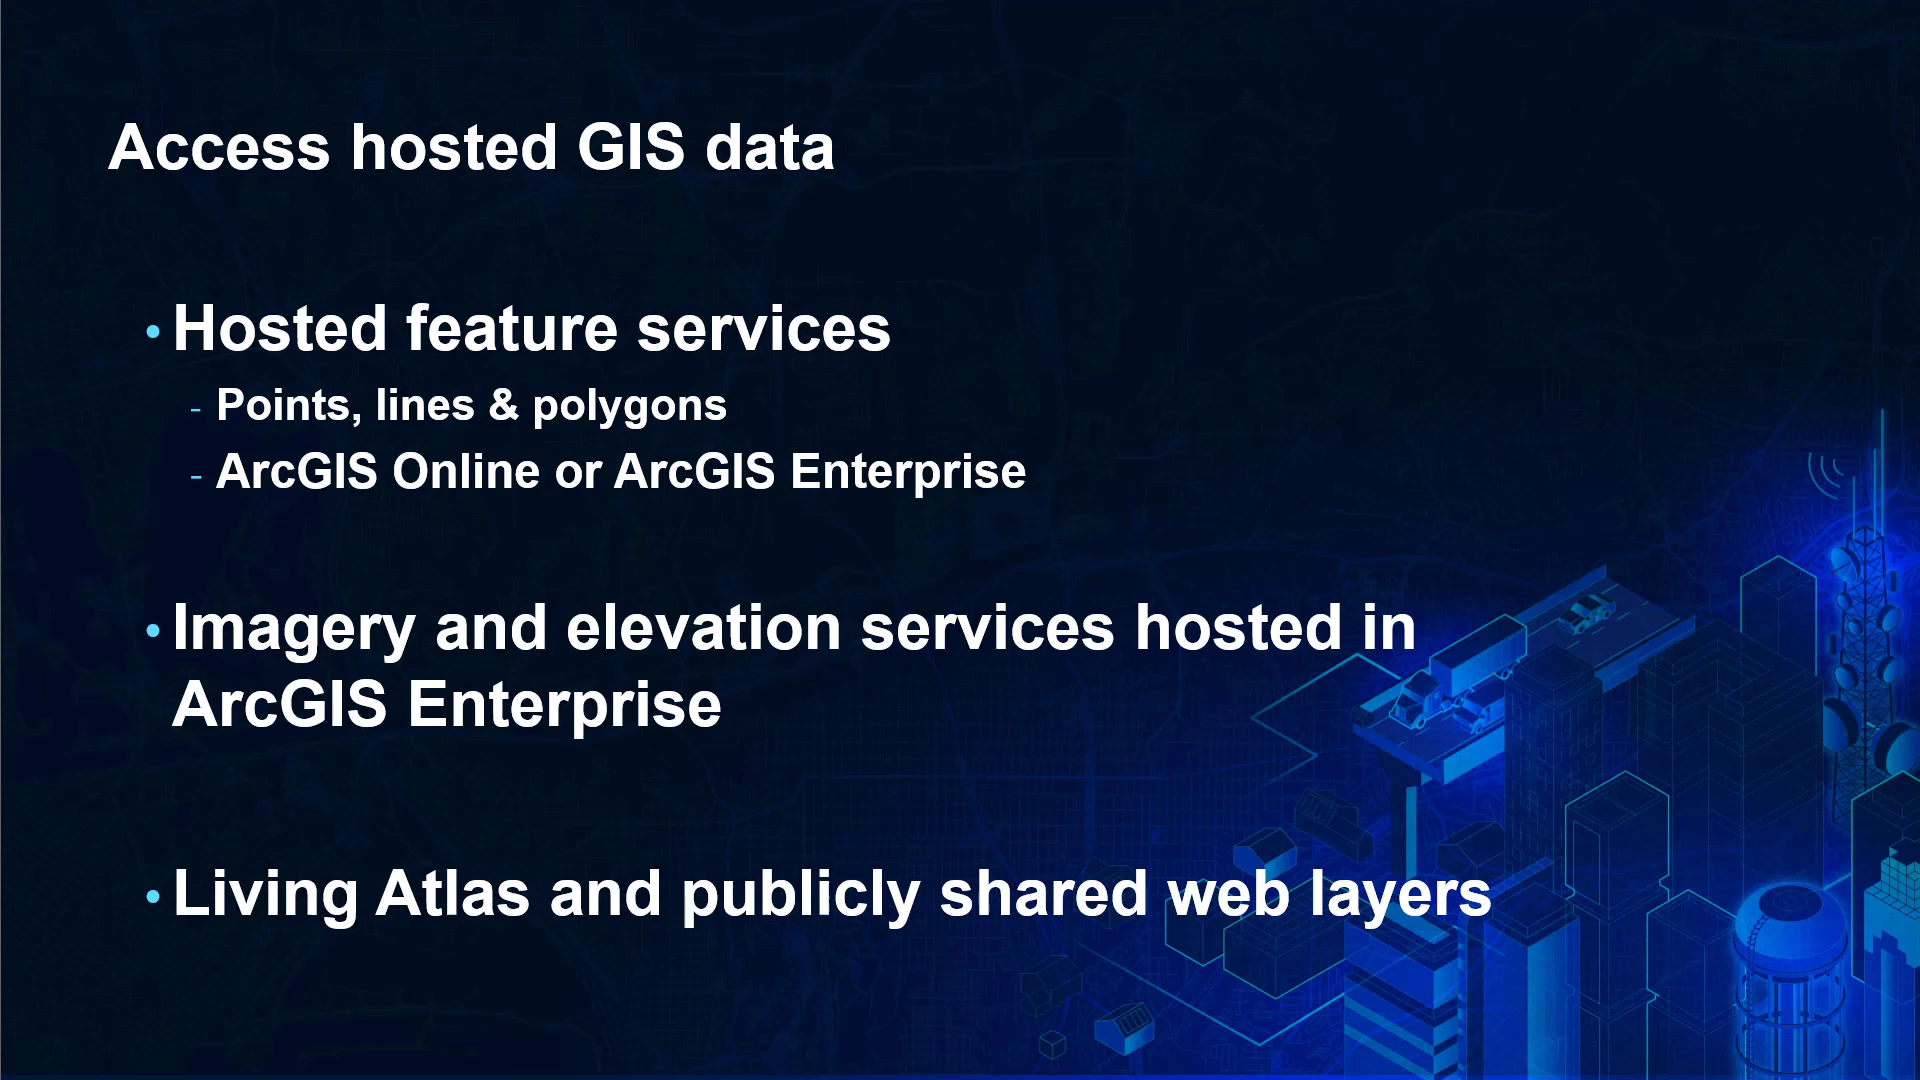 Access hosted GIS data
• Hosted feature services
- Points, lines & polygons
- ArcGIS Online or ArcGIS Enterprise
• Imagery and elevation services hosted in
ArcGIS Enterprise
• Living Atlas and publicly shared web layers